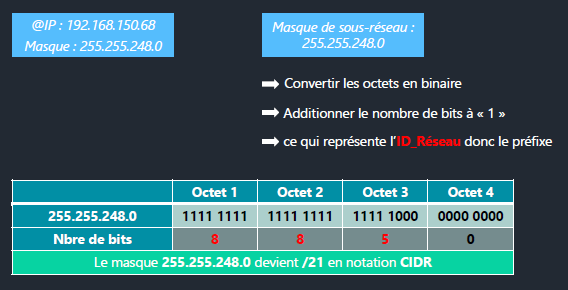 @IP : 192.168.150.68
Masque : 255.255.248.0
Masque de sous-réseau :
255.255.248.0
Convertir les octets en binaire
Additionner le nombre de bits à « 1 »
ce qui représente l'ID_Réseau donc le préfixe
Octet 1 Octet 2 Octet 3 Octet 4
255.255.248.0 1111 1111 1111 1111 1111 1000 0000 0000
Nbre de bits 8 8 5 0
Le masque 255.255.248.0 devient /21 en notation CIDR